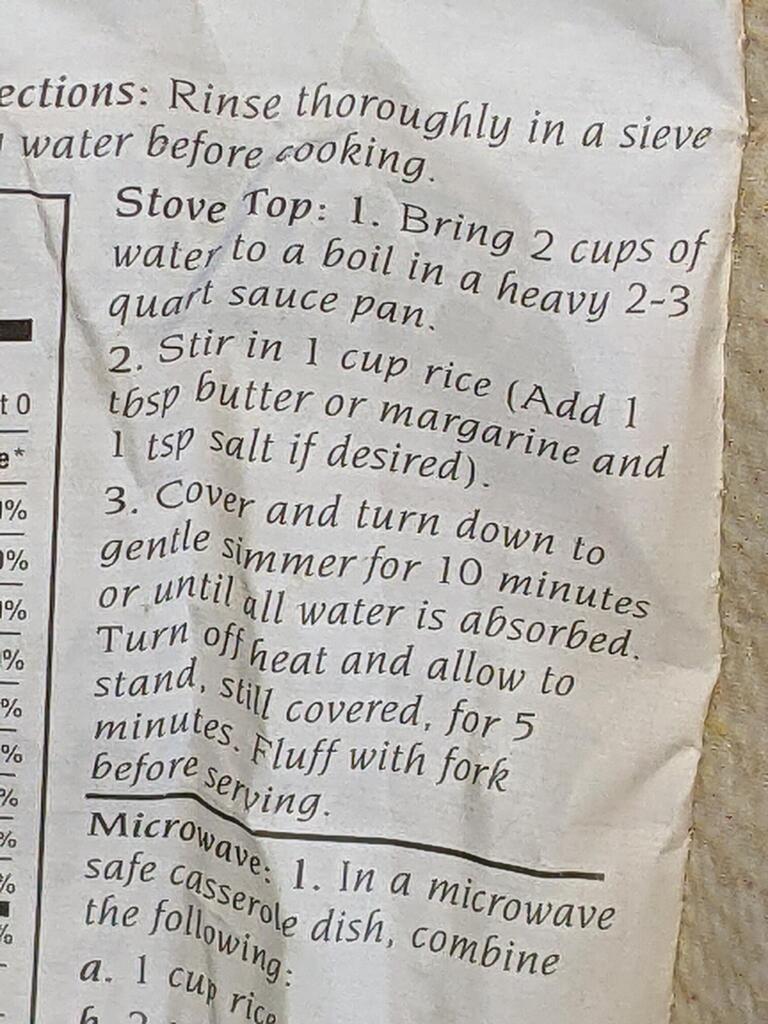 ections: Rinse thoroughly in a sieve
water before cooking.
Stove Top: 1. Bring 2 cups of
water to a boil in a heavy 2-3
quart sauce pan.
2. Stir in 1 cup rice (Add 1
tbsp butter or margarine and
1 tsp salt if desired).
3. Cover and turn down to
gentle simmer for 10 minutes
or until all water is absorbed.
Turn off heat and allow to
stand, still covered, for 5
minutes. Fluff with fork
before serving.
Microwave: 1. In a microwave
safe casserole dish, combine
the following:
a. 1 cup rice
b. 2
t 0
e*
%
0%
%
%
%
%
%
%
%
%